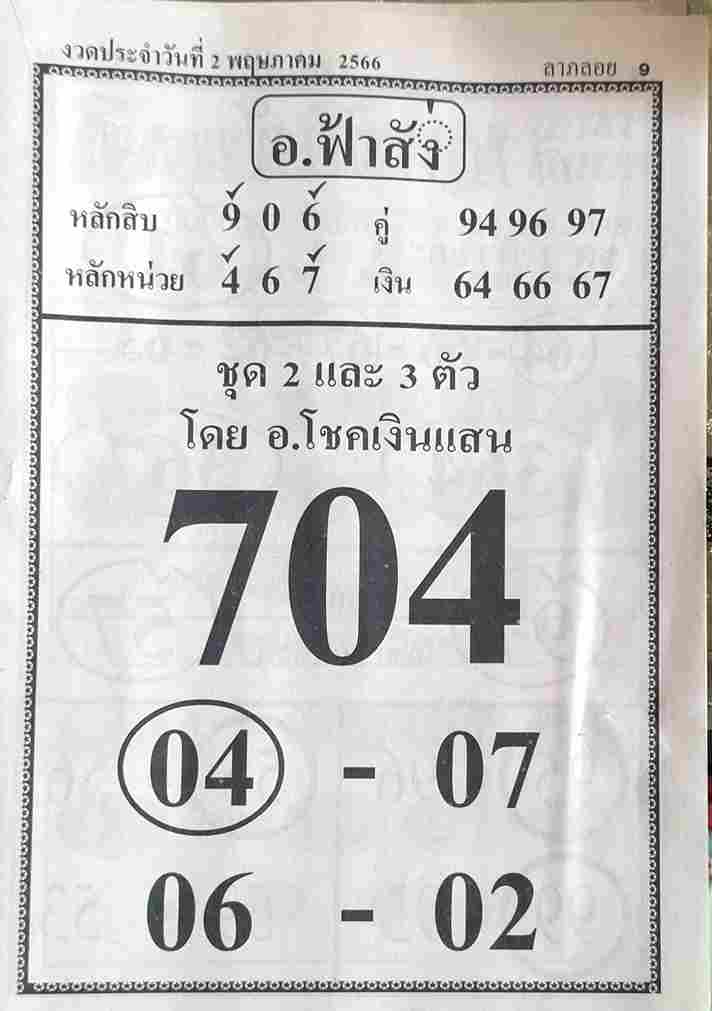 งวดประจำวันที่ 2 พฤษภาคม 2566 ลาภลอย 9
อ.ฟ้าสั่ง
หลักสิบ 9 0 6 คู่ 94 96 97
หลักหน่วย 4 6 7 เงิน 64 66 67
ชุด 2 และ 3 ตัว
โดย อ.โชคเงินแสน
704
04 - 07
06 - 02